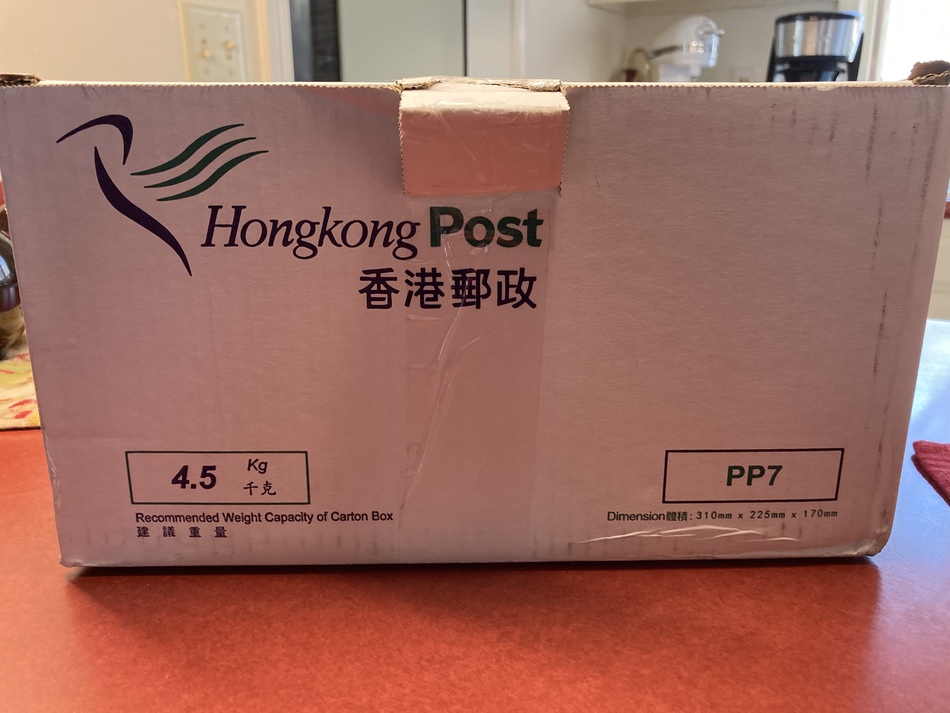 Hongkong Post
香港郵政
4.5 Kg
千克
Recommended Weight Capacity of Carton Box
建議重量
PP7
Dimension體積: 310mm x 225mm x 170mm